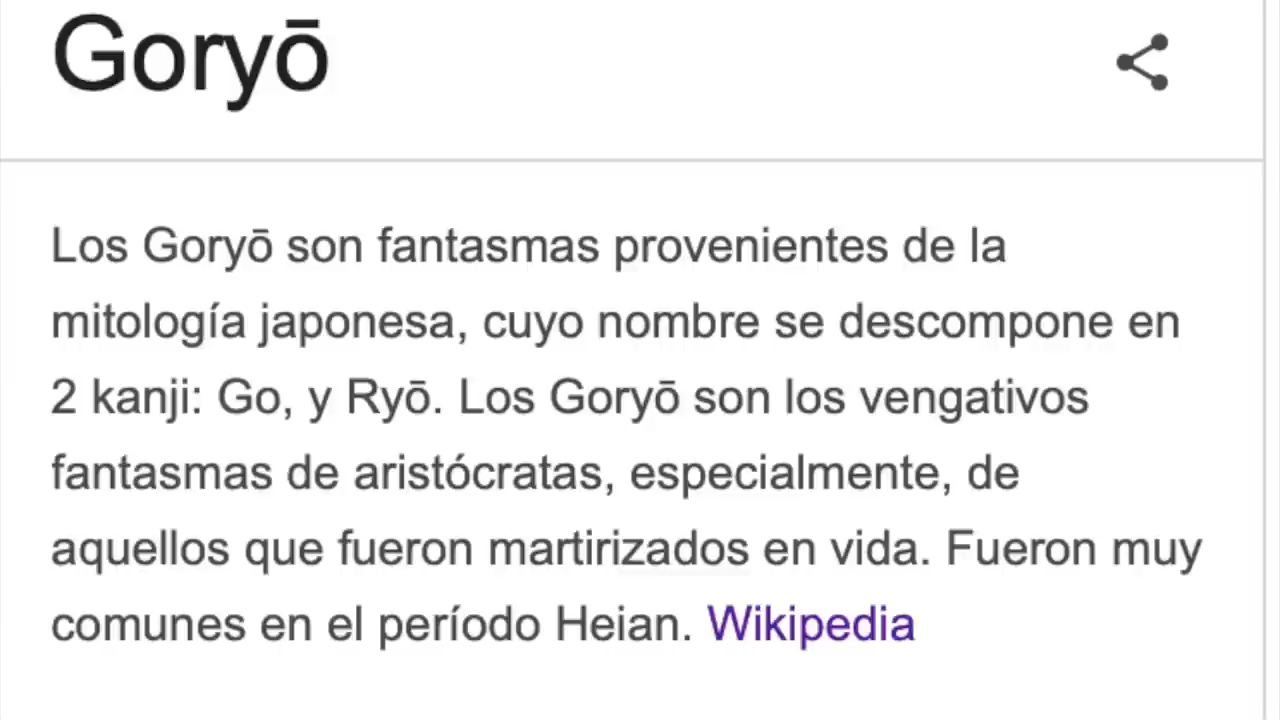 Goryō
Los Goryō son fantasmas provenientes de la
mitología japonesa, cuyo nombre se descompone en
2 kanji: Go, y Ryō. Los Goryō son los vengativos
fantasmas de aristócratas, especialmente, de
aquellos que fueron martirizados en vida. Fueron muy
comunes en el período Heian. Wikipedia